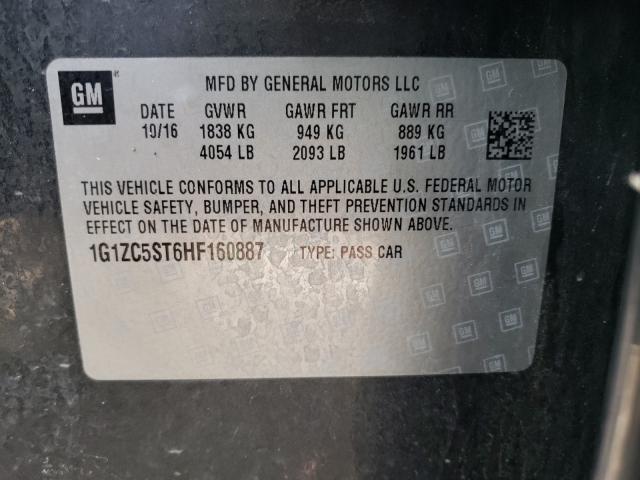 GM
MFD BY GENERAL MOTORS LLC
DATE GVWR GAWR FRT GAWR RR
10/16 1838 KG 949 KG 889 KG
4054 LB 2093 LB 1961 LB
THIS VEHICLE CONFORMS TO ALL APPLICABLE U.S. FEDERAL MOTOR
VEHICLE SAFETY, BUMPER, AND THEFT PREVENTION STANDARDS IN
EFFECT ON THE DATE OF MANUFACTURE SHOWN ABOVE.
1G1ZC5ST6HF160887 TYPE: PASS CAR